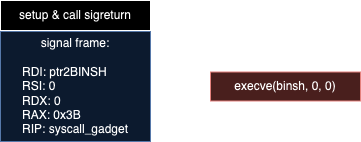 setup & call sigreturn
signal frame:
RDI: ptr2BINSH
RSI: 0
RDX: 0
RAX: 0x3B
RIP: syscall_gadget
execve(binsh, 0, 0)